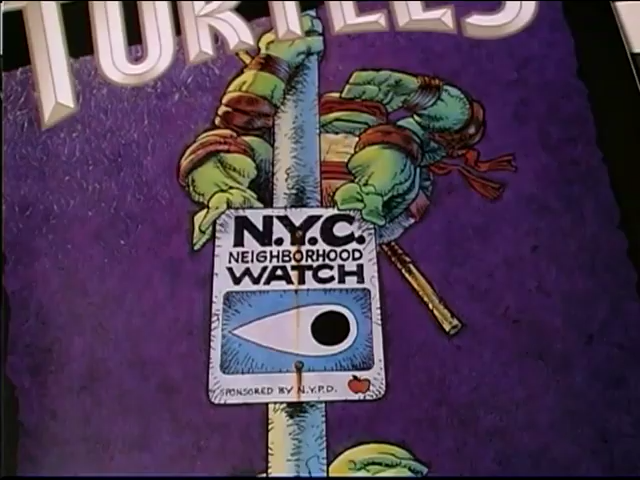 TURTLES
N.Y.C.
NEIGHBORHOOD
WATCH
SPONSORED BY N.Y.P.D.